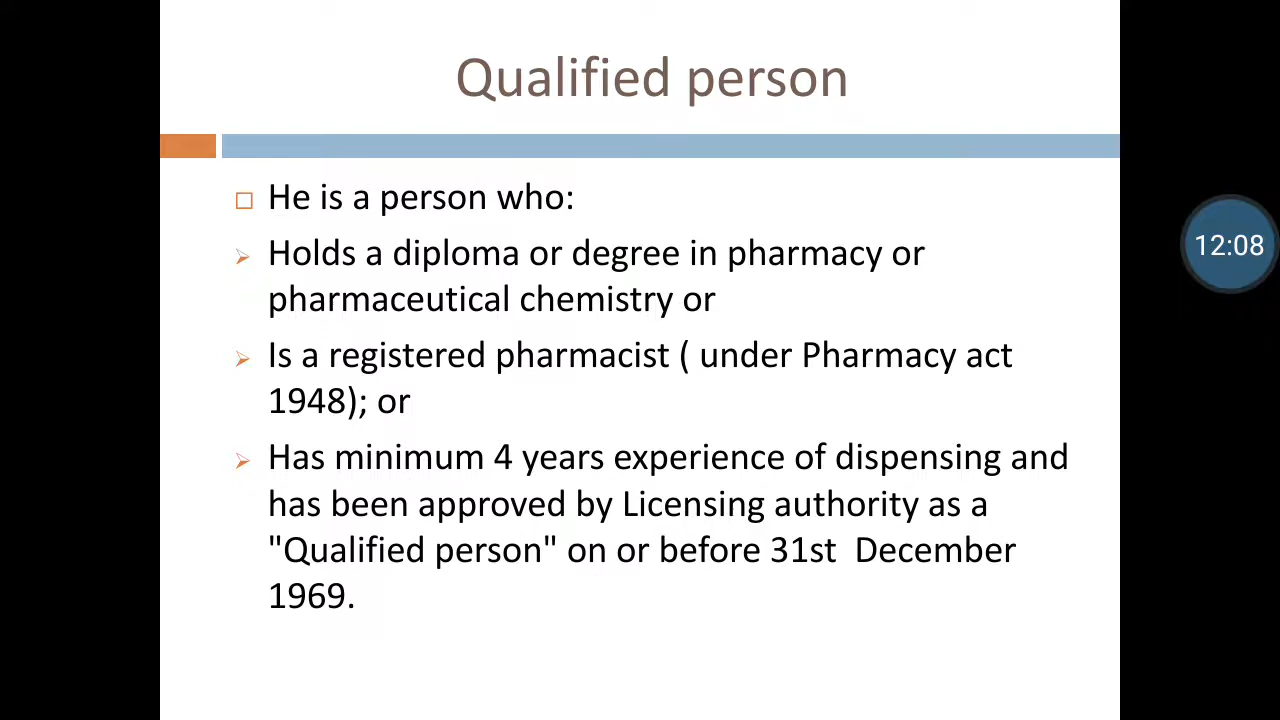 Qualified person
He is a person who:
Holds a diploma or degree in pharmacy or
pharmaceutical chemistry or
12:08
Is a registered pharmacist ( under Pharmacy act
1948); or
Has minimum 4 years experience of dispensing and
has been approved by Licensing authority as a
"Qualified person" on or before 31st  December
1969.